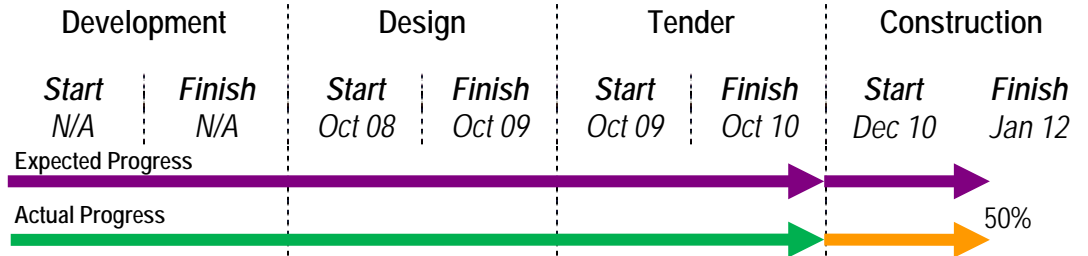 Development Design Tender Construction
Start Finish Start Finish Start Finish Start Finish
N/A N/A Oct 08 Oct 09 Oct 09 Oct 10 Dec 10 Jan 12
Expected Progress
Actual Progress
50%